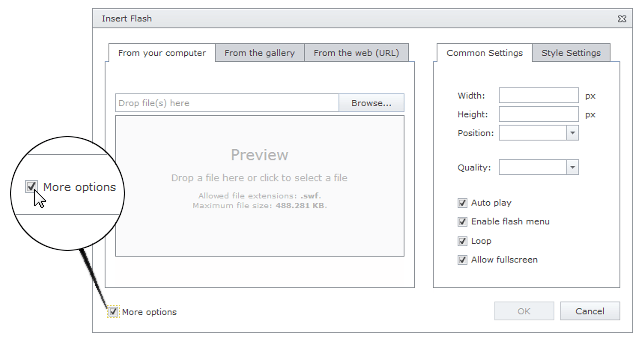 Insert Flash
From your computer
From the gallery
From the web (URL)
Drop file(s) here
Browse...
Preview
Drop a file here or click to select a file
Allowed file extensions: .swf.
Maximum file size: 488.281 KB.
Common Settings
Style Settings
Width:
px
Height:
px
Position:
Quality:
Auto play
Enable flash menu
Loop
Allow fullscreen
More options
More options
OK
Cancel